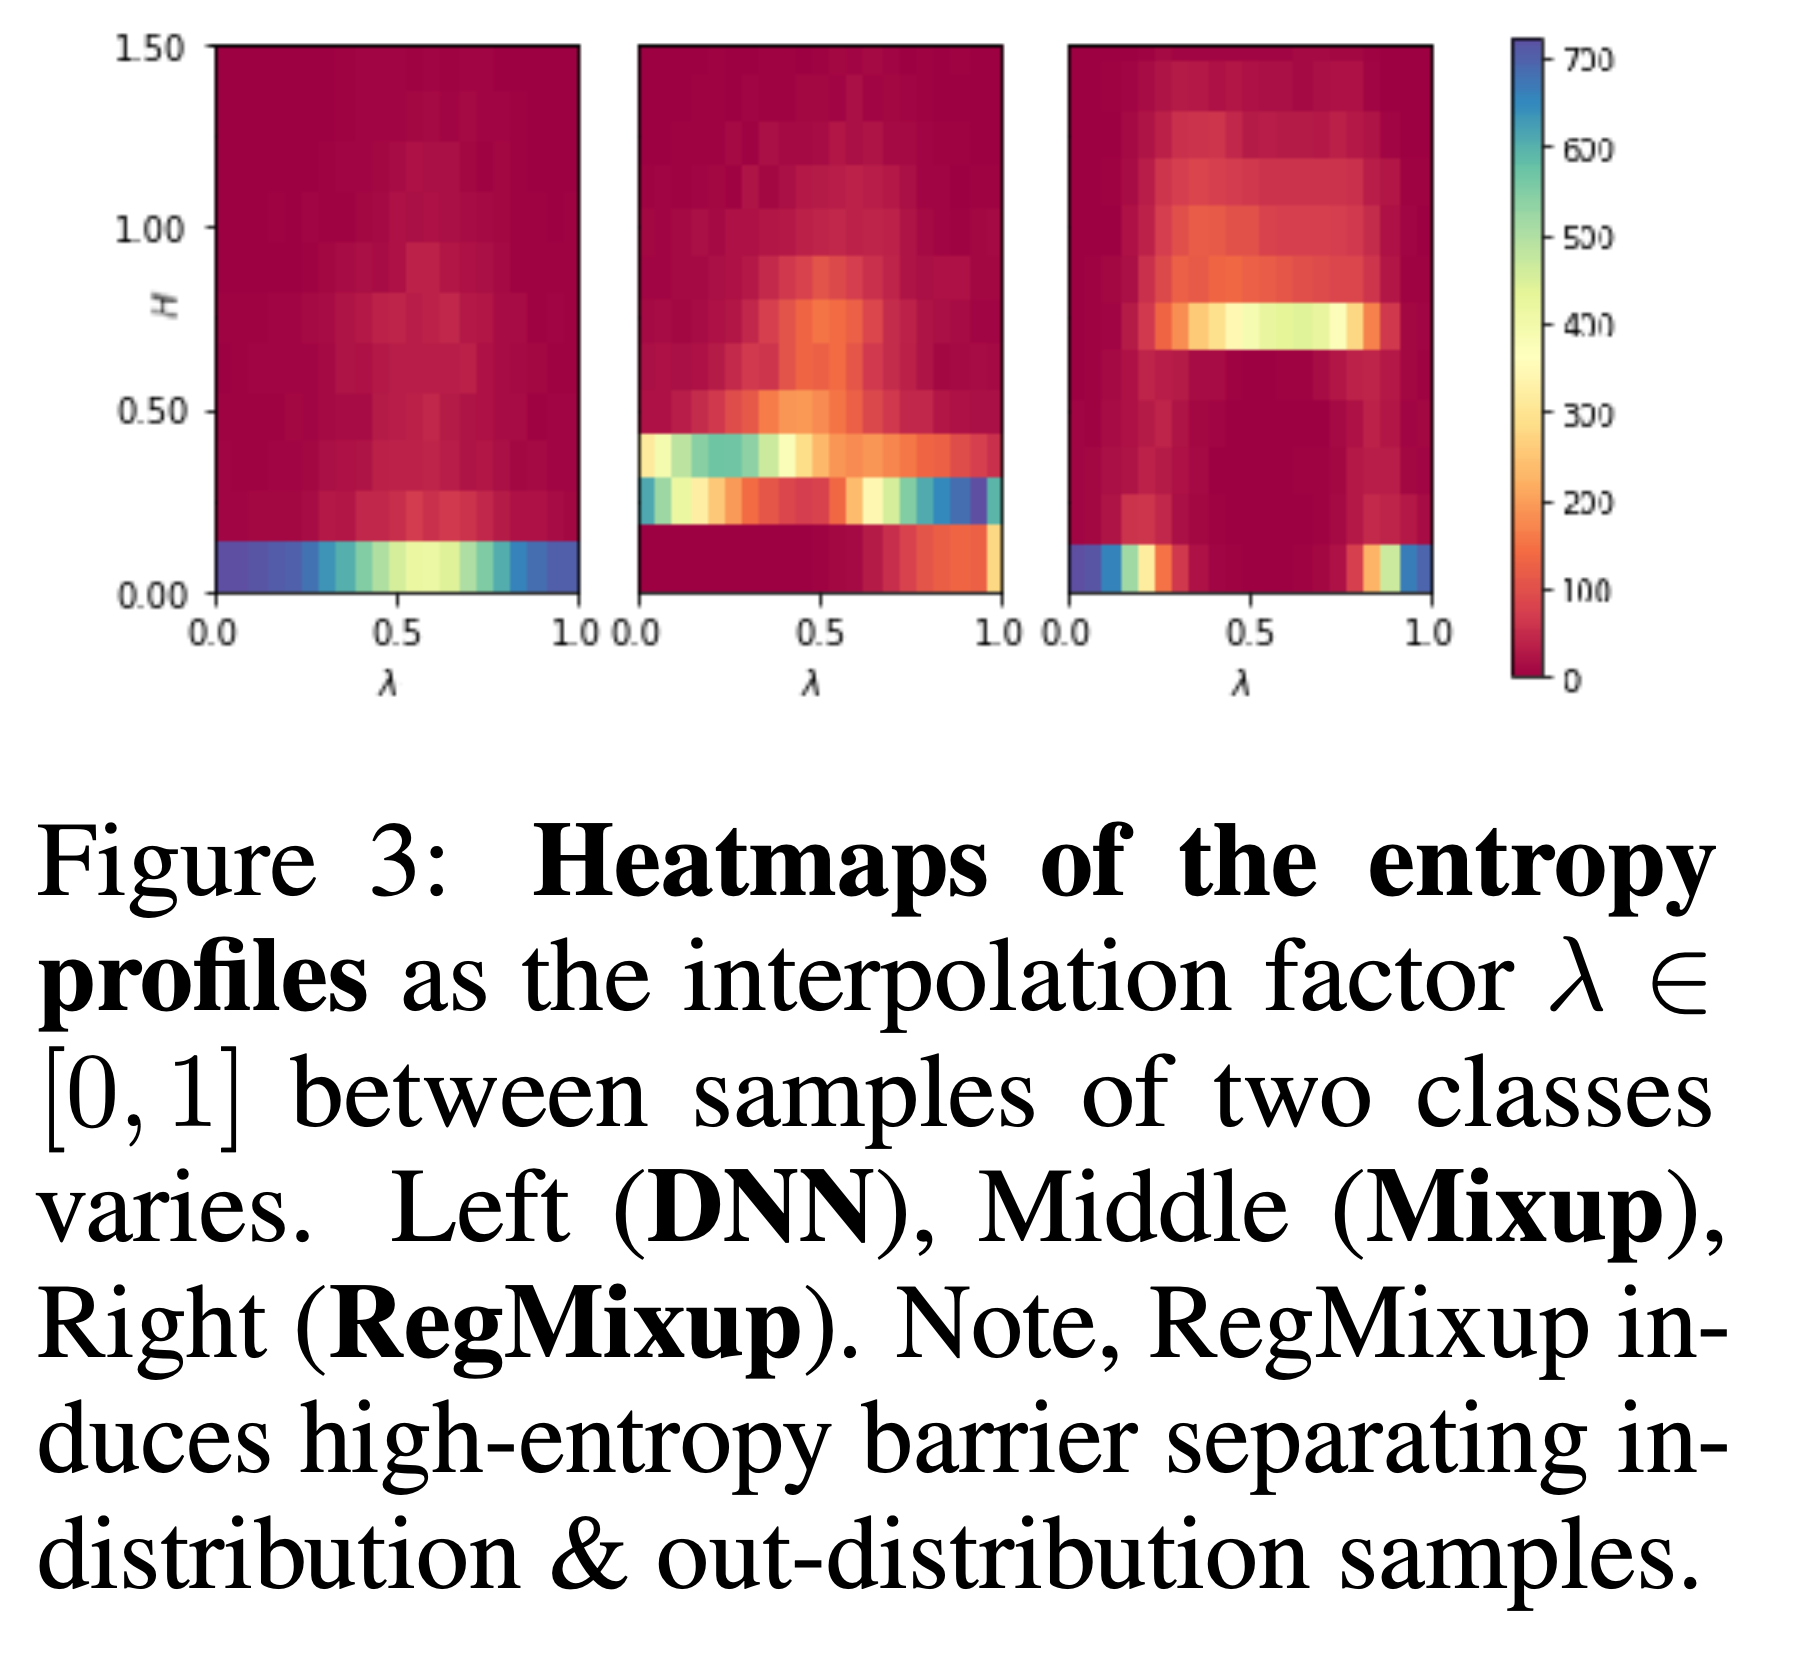 1.50
1.00
0.50
0.00
H
0.0 0.5 1.0 0.0 0.5 1.0 0.0 0.5 1.0
λ λ λ
700
600
500
400
300
200
100
0
Figure 3: Heatmaps of the entropy
profiles as the interpolation factor λ ∈
[0, 1] between samples of two classes
varies. Left (DNN), Middle (Mixup),
Right (RegMixup). Note, RegMixup in-
duces high-entropy barrier separating in-
distribution & out-distribution samples.